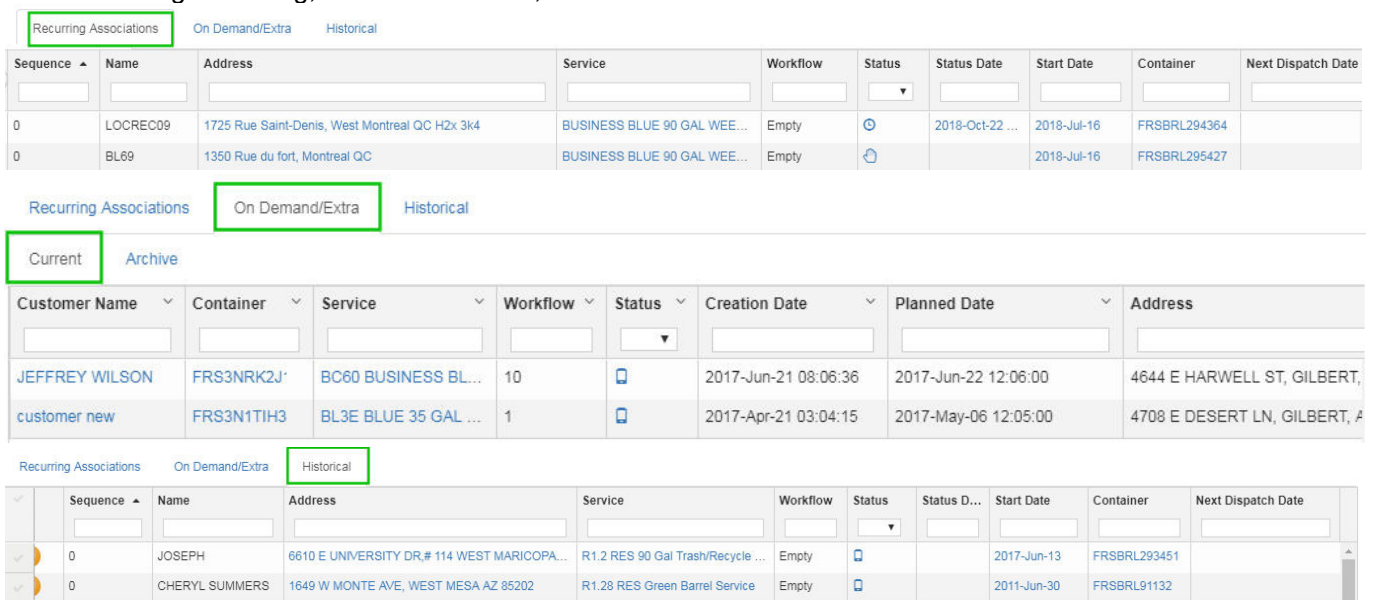 Recurring Associations On Demand/Extra Historical
Sequence Name Address Service Workflow Status Status Date Start Date Container Next Dispatch Date
0 LOCREC09 1725 Rue Saint-Denis, West Montreal QC H2x 3k4 BUSINESS BLUE 90 GAL WEE... Empty 2018-Oct-22 ... 2018-Jul-16 FRSBRL294364
0 BL69 1350 Rue du fort, Montreal QC BUSINESS BLUE 90 GAL WEE... Empty 2018-Jul-16 FRSBRL295427
Recurring Associations On Demand/Extra Historical
Current Archive
Customer Name Container Service Workflow Status Creation Date Planned Date Address
JEFFREY WILSON FRS3NRK2J BC60 BUSINESS BL... 10 2017-Jun-21 08:06:36 2017-Jun-22 12:06:00 4644 E HARWELL ST, GILBERT,
customer new FRS3N1TIH3 BL3E BLUE 35 GAL ... 1 2017-Apr-21 03:04:15 2017-May-06 12:05:00 4708 E DESERT LN, GILBERT, A
Recurring Associations On Demand/Extra Historical
Sequence Name Address Service Workflow Status Status D... Start Date Container Next Dispatch Date
0 JOSEPH 6610 E UNIVERSITY DR,# 114 WEST MARICOPA... R1.2 RES 90 Gal Trash/Recycle ... Empty 2017-Jun-13 FRSBRL293451
0 CHERYL SUMMERS 1649 W MONTE AVE, WEST MESA AZ 85202 R1.28 RES Green Barrel Service Empty 2011-Jun-30 FRSBRL91132